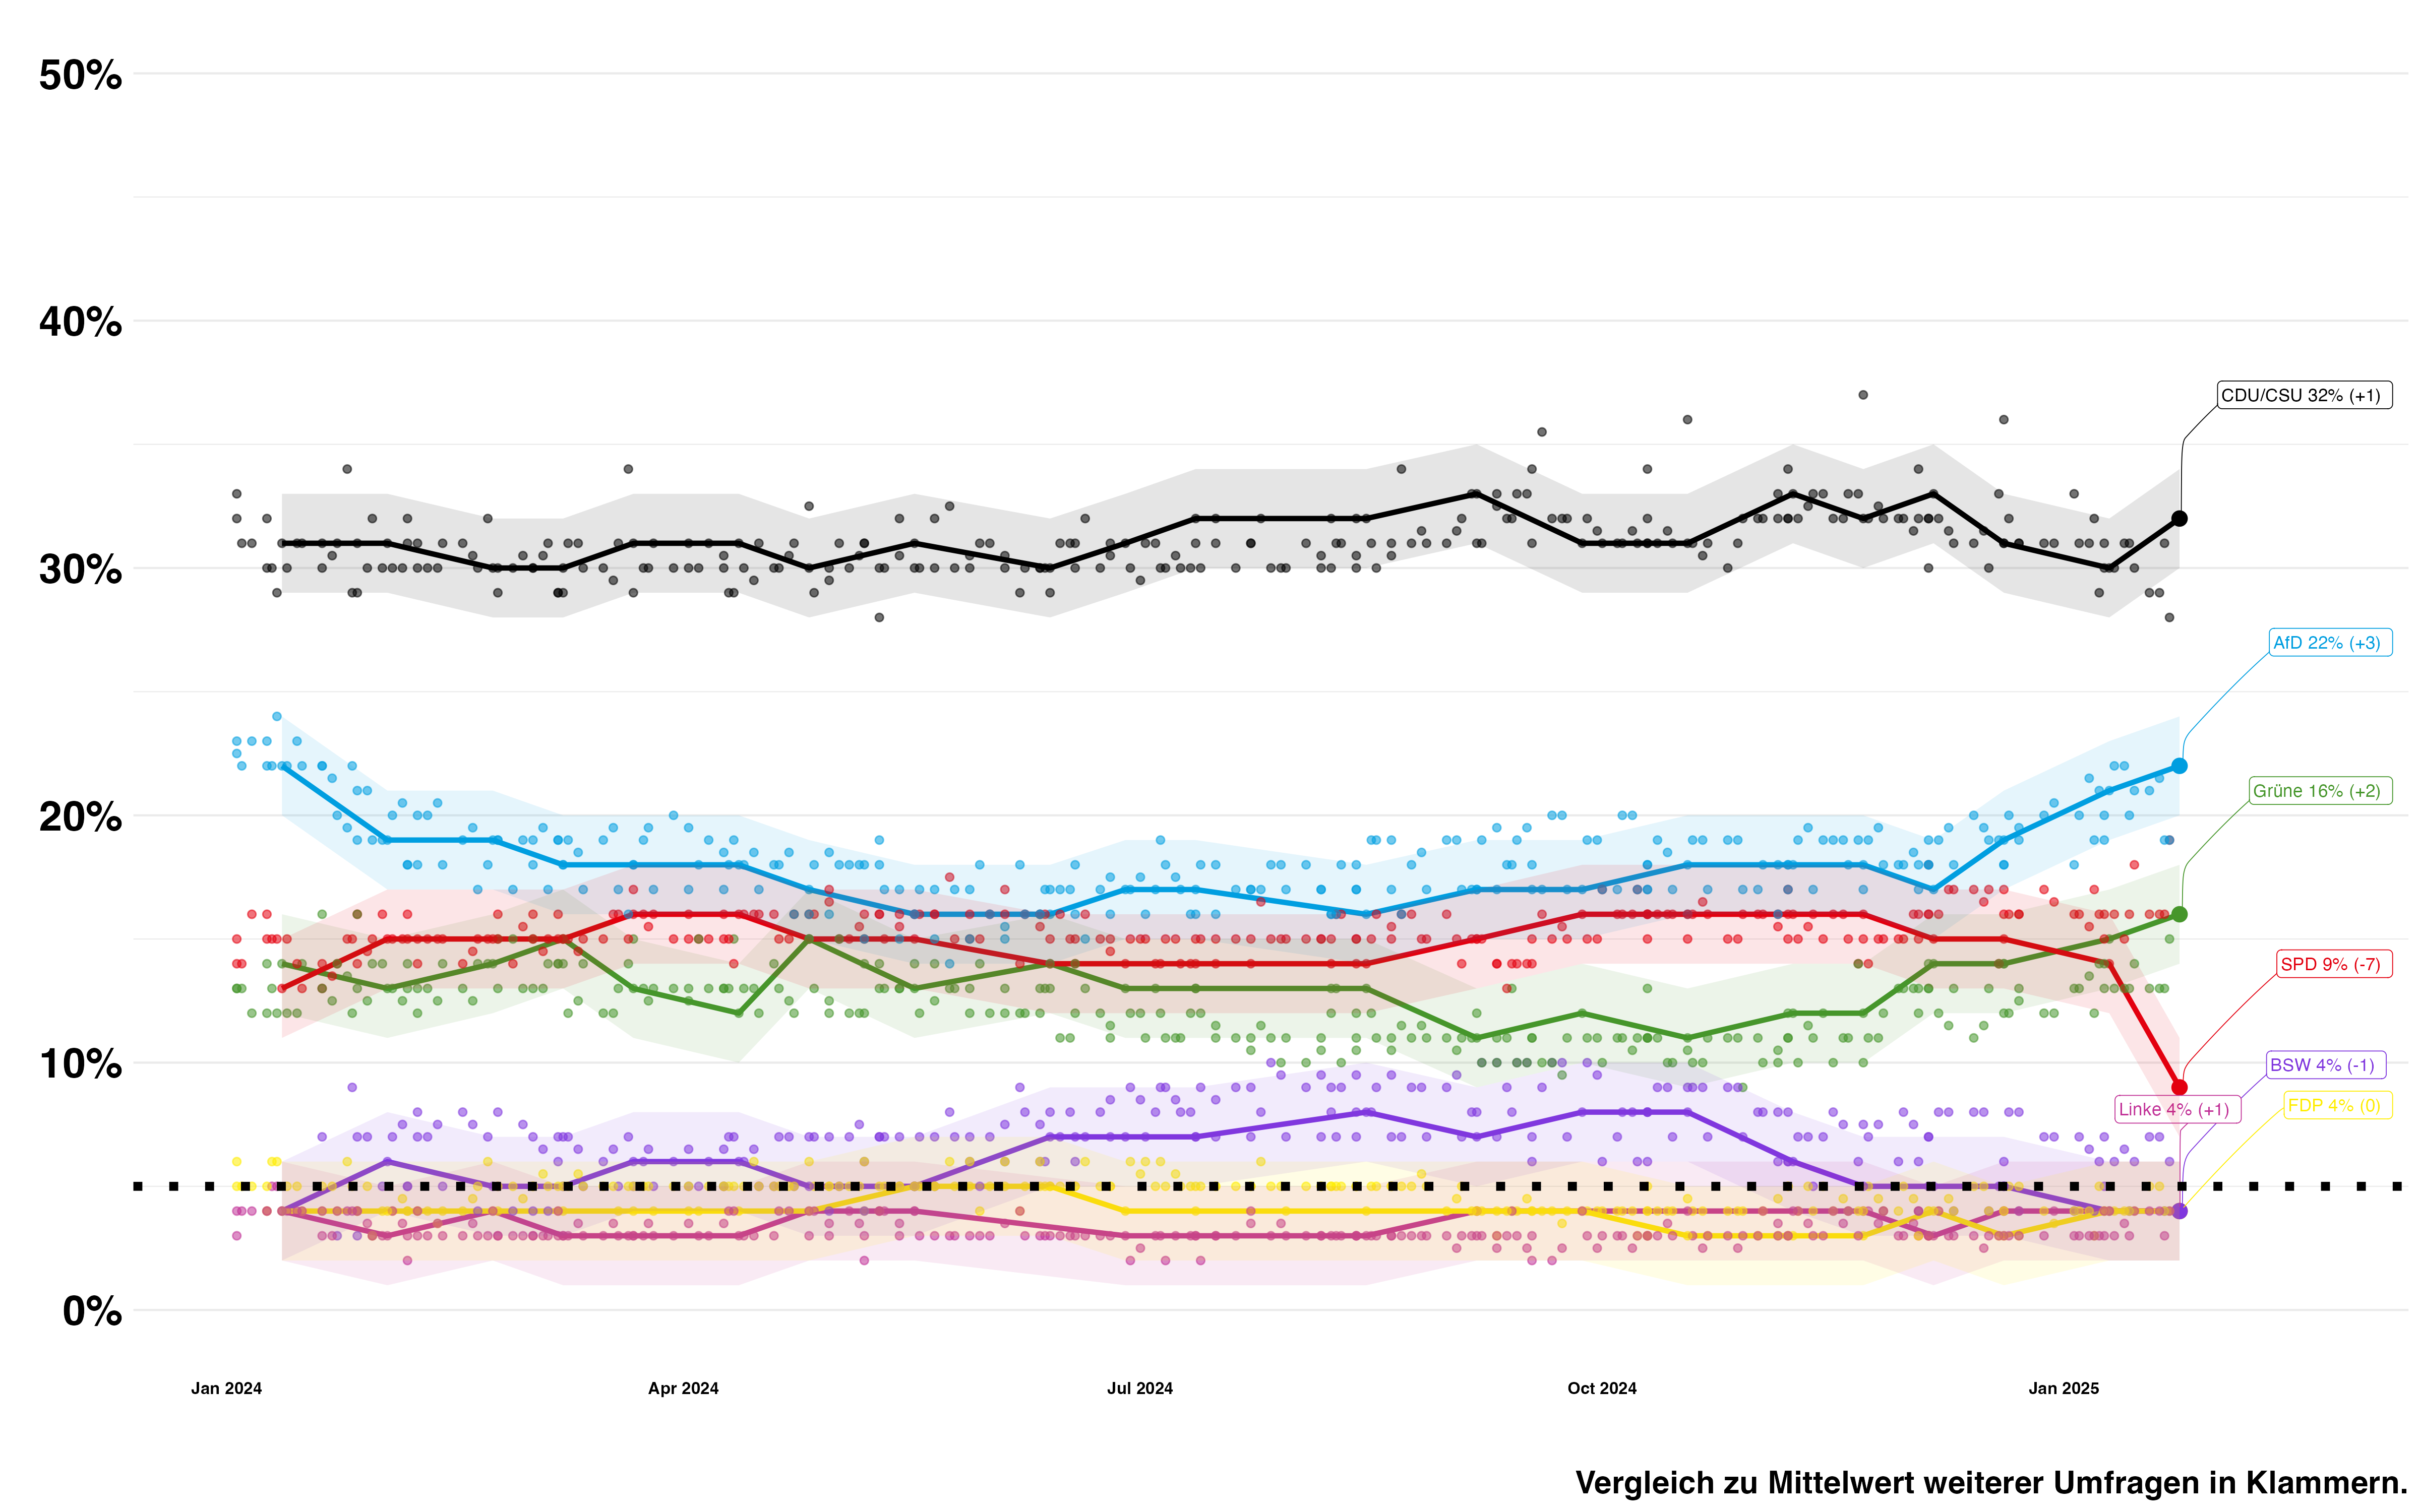 50%
40%
CDU/CSU 32% (+1)
30%
AfD 22% (+3)
Grüne 16% (+2)
20%
SPD 9% (-7)
10%
BSW 4% (-1)
FDP 4% (0)
Linke 4% (+1)
0%
Jan 2024
Apr 2024
Jul 2024
Oct 2024
Jan 2025
Vergleich zu Mittelwert weiterer Umfragen in Klammern.